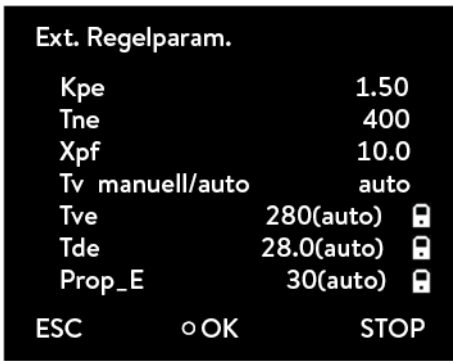 Ext. Regelparam.
Kpe 1.50
Tne 400
Xpf 10.0
Tv manuell/auto auto
Tve 280(auto)
Tde 28.0(auto)
Prop_E 30(auto)
ESC OK STOP